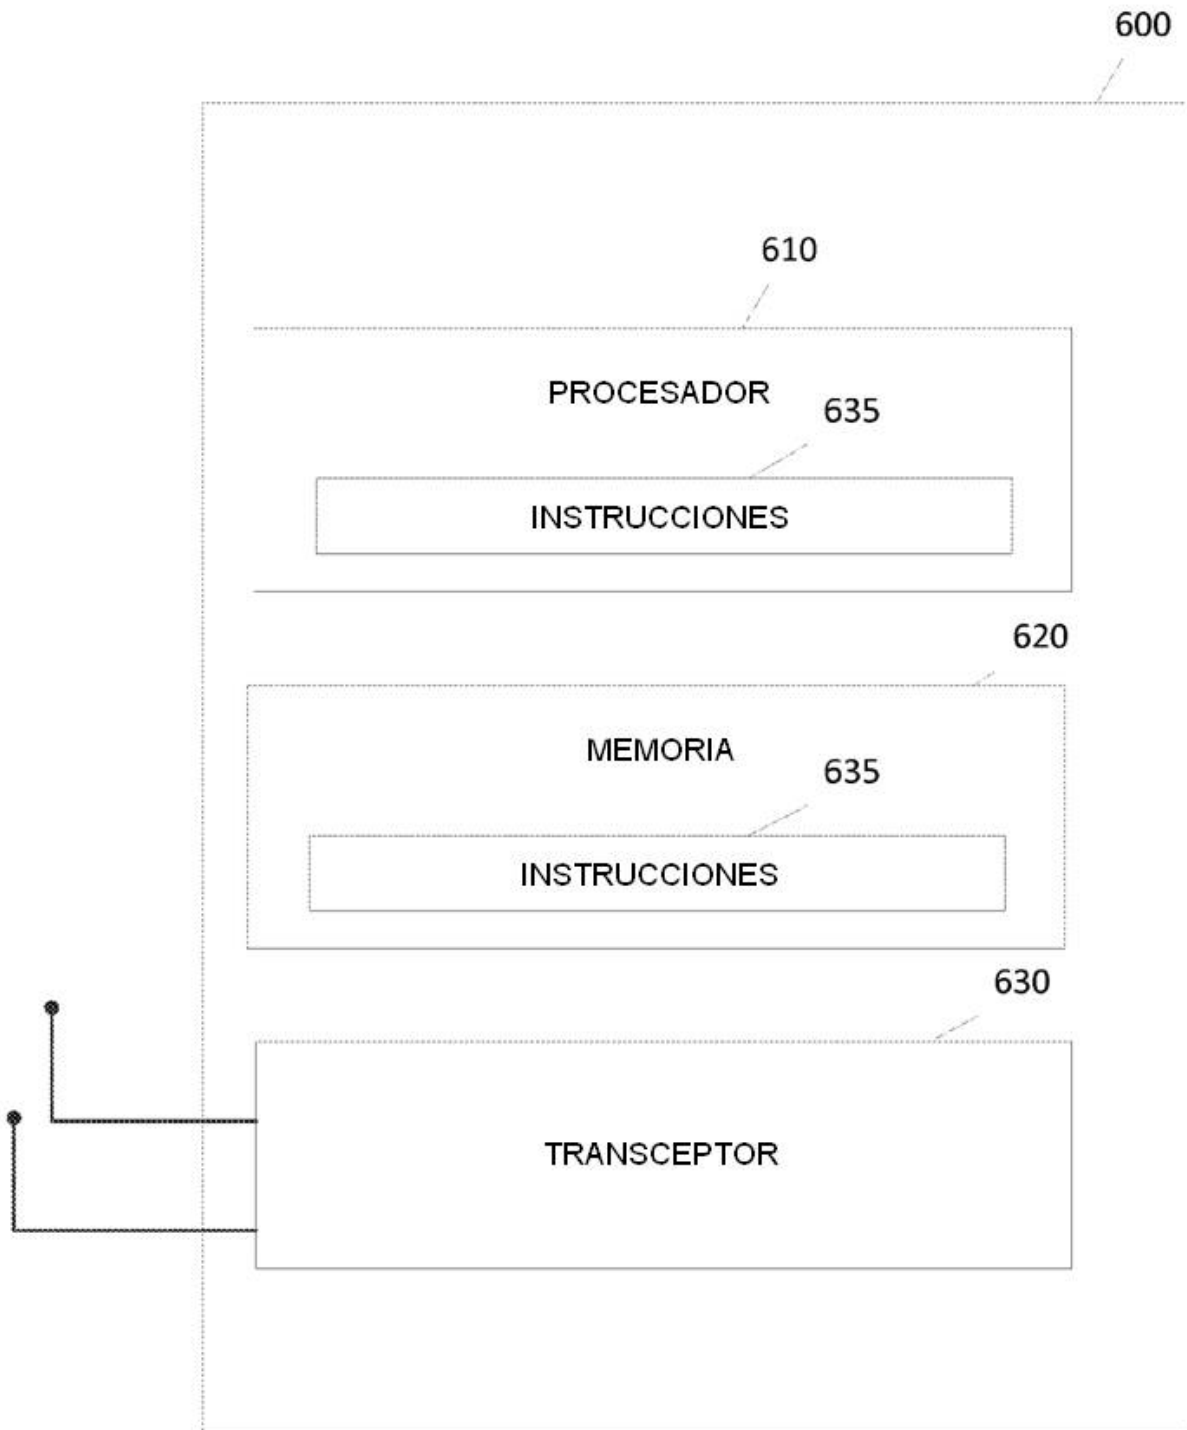 600
610
PROCESADOR
635
INSTRUCCIONES
620
MEMORIA
635
INSTRUCCIONES
630
TRANSCEPTOR